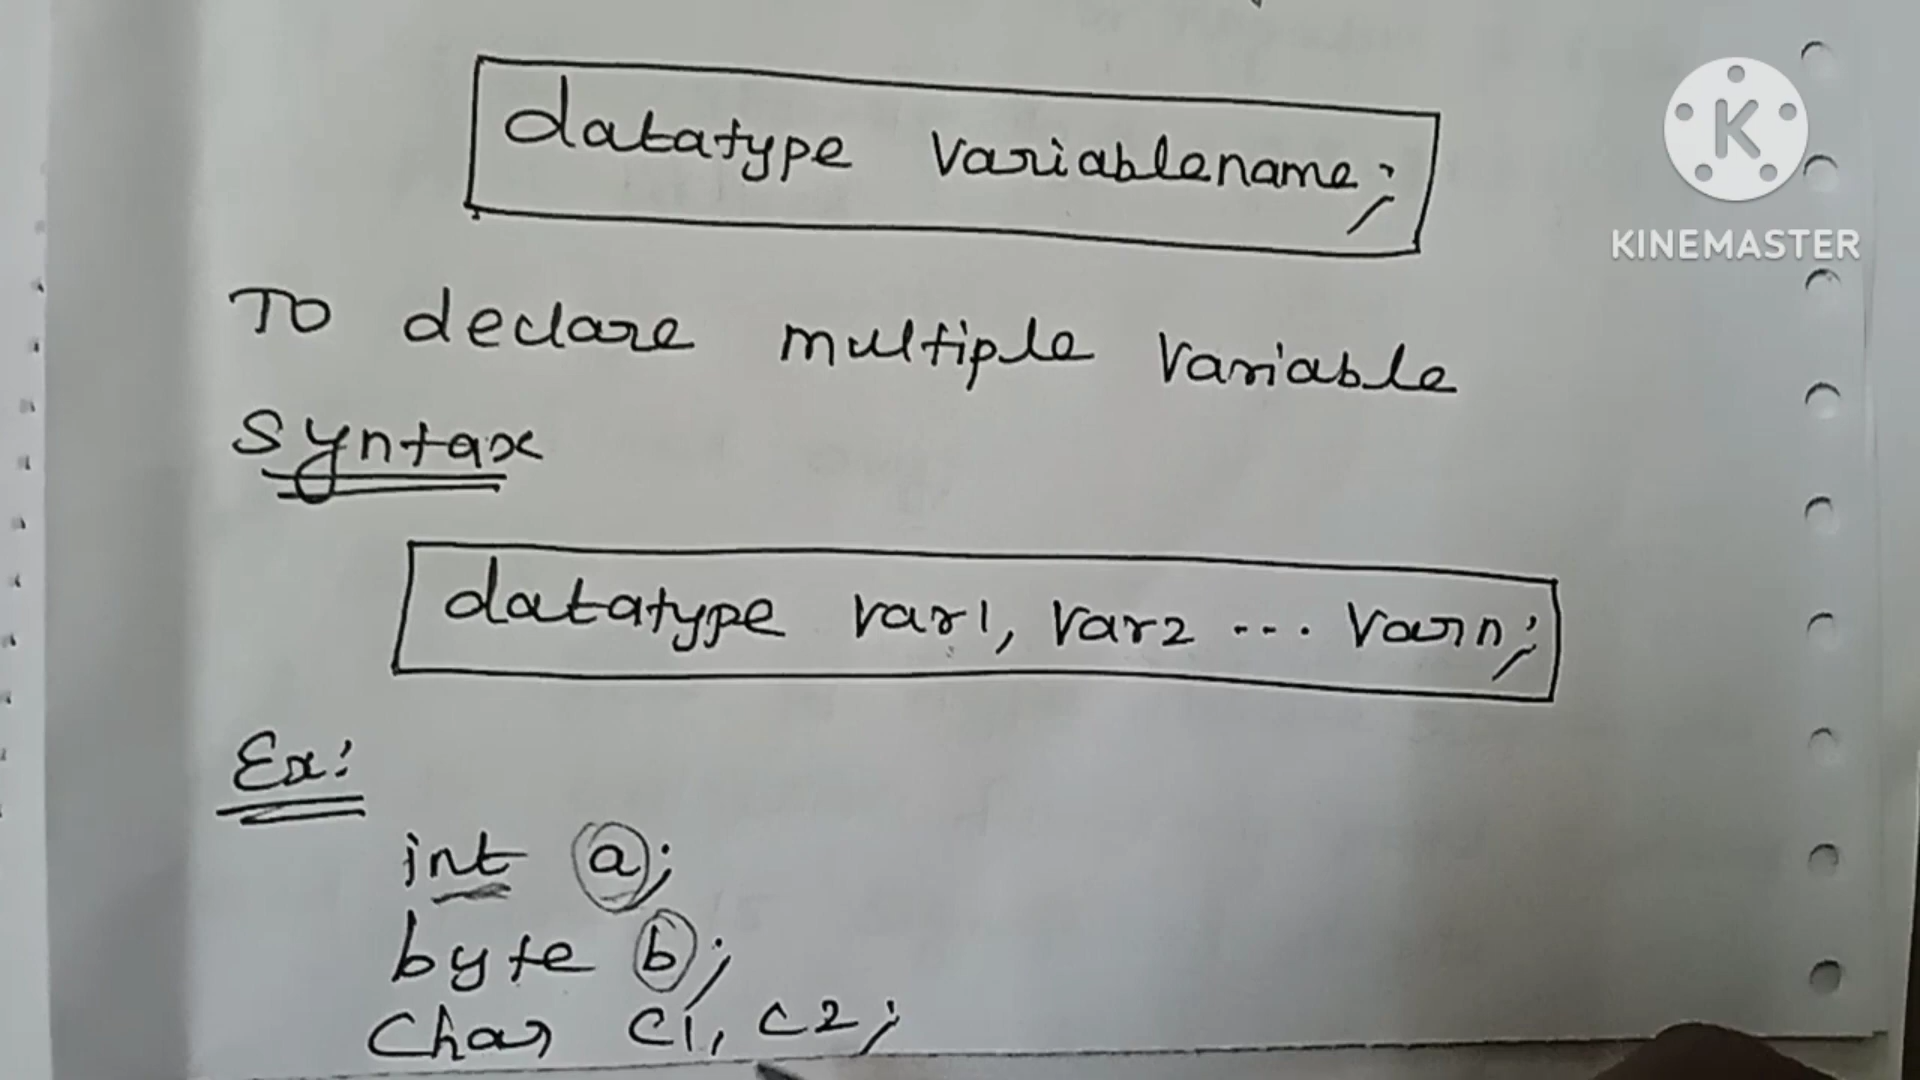 datatype variablename;
K
KINEMASTER
To declare multiple variable
Syntax
datatype var1, var2 ... varn;
Ex:
int a;
byte b;
Char c1, c2;